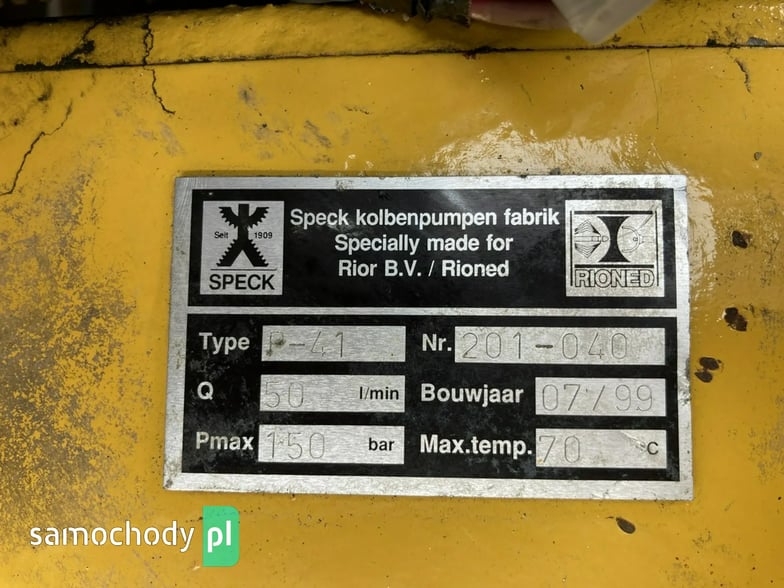 Seit 1909
SPECK
Speck kolbenpumpen fabrik
Specially made for
Rior B.V. / Rioned
RIONED
Type P-41
Nr. 201-040
Q 50 l/min
Bouwjaar 07/99
Pmax 150 bar
Max.temp. 70 °C
samochody pl